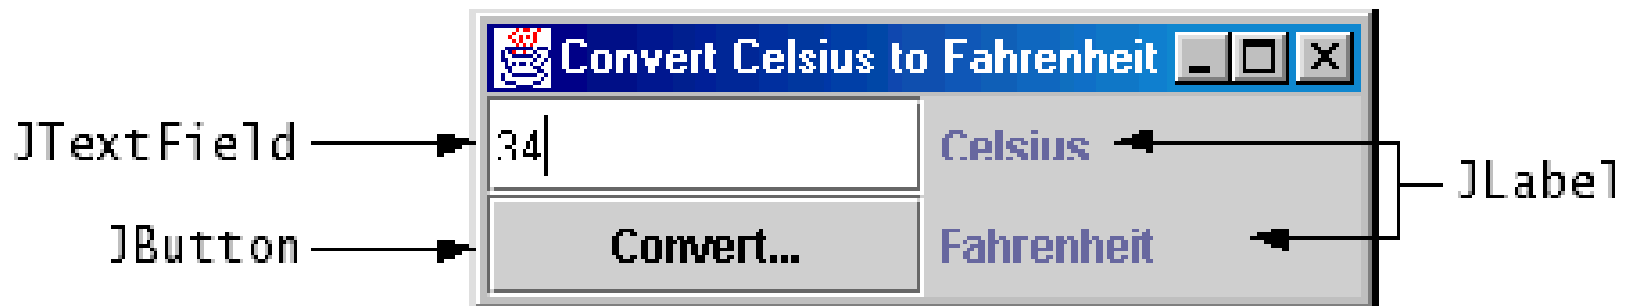 Convert Celsius to Fahrenheit
JTextField 34 Celsius
JLabel
JButton Convert... Fahrenheit